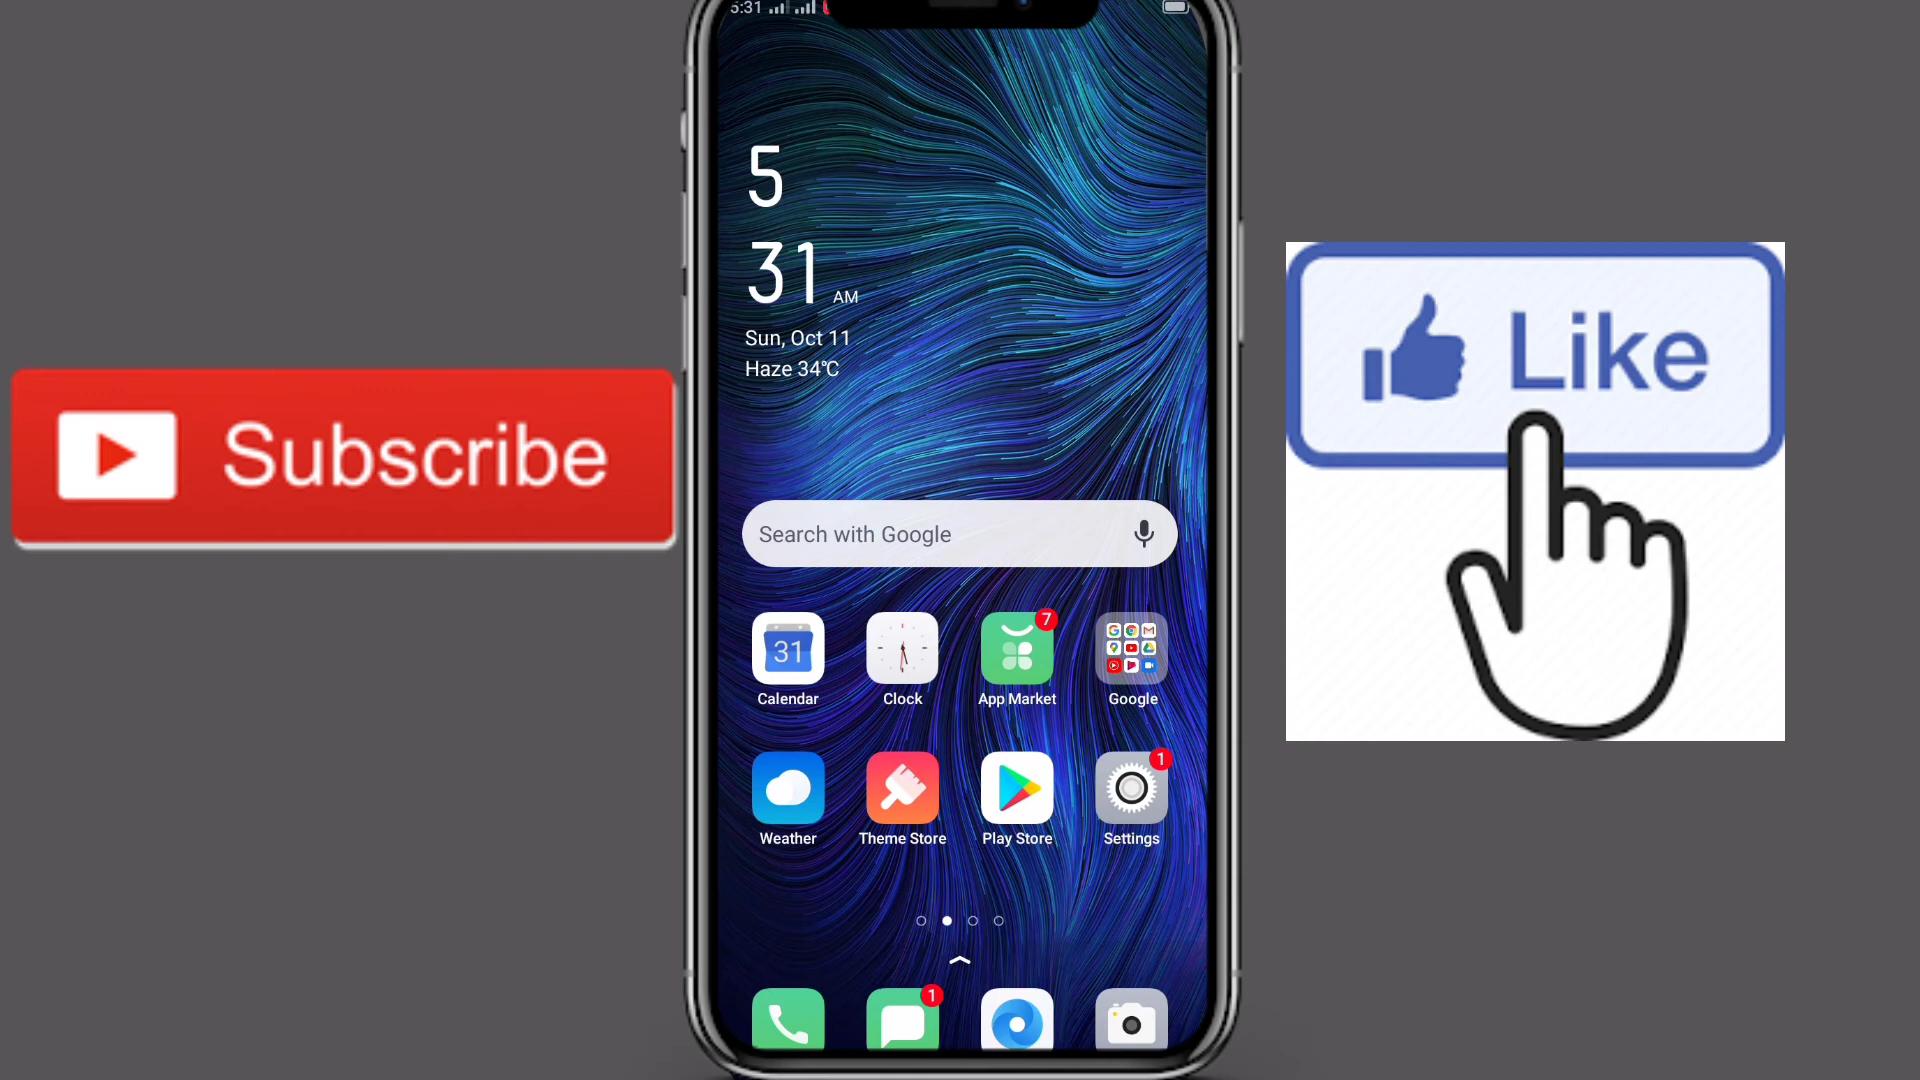 5:31
5
31 AM
Sun, Oct 11
Haze 34°C
Subscribe
Like
Search with Google
31
7
Calendar
Clock
App Market
Google
1
Weather
Theme Store
Play Store
Settings
1